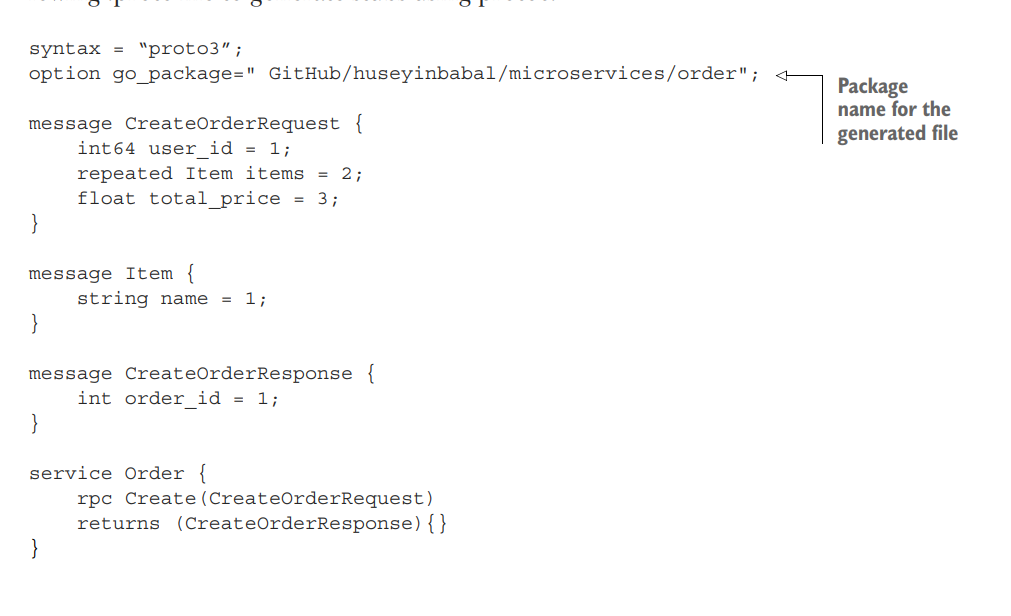 syntax = “proto3”;
option go_package=" GitHub/huseyinbabal/microservices/order";
Package
name for the
generated file
message CreateOrderRequest {
int64 user_id = 1;
repeated Item items = 2;
float total_price = 3;
}
message Item {
string name = 1;
}
message CreateOrderResponse {
int order_id = 1;
}
service Order {
rpc Create(CreateOrderRequest)
returns (CreateOrderResponse){}
}